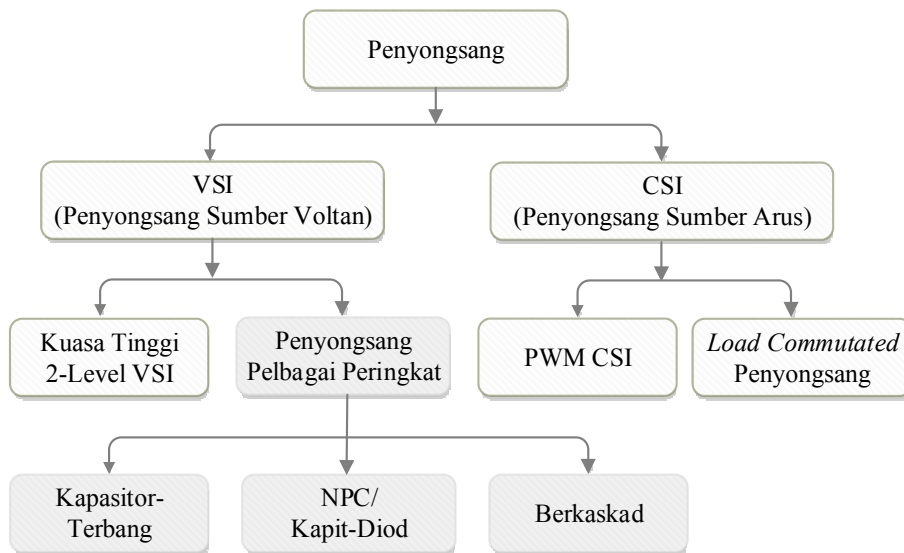 Penyongsang
VSI
(Penyongsang Sumber Voltan)
CSI
(Penyongsang Sumber Arus)
Kuasa Tinggi
2-Level VSI
Penyongsang
Pelbagai Peringkat
PWM CSI
Load Commutated
Penyongsang
Kapasitor-
Terbang
NPC/
Kapit-Diod
Berkaskad